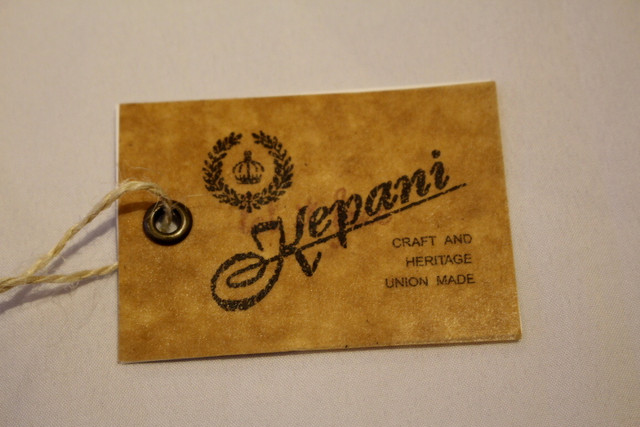 Kepani
CRAFT AND
HERITAGE
UNION MADE